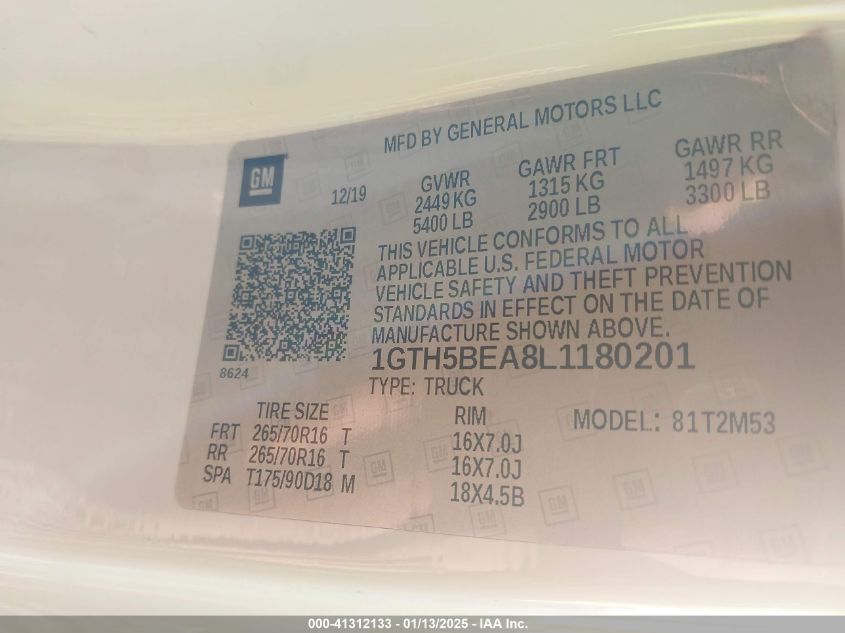 MFD BY GENERAL MOTORS LLC
GM
12/19
GVWR
2449 KG
5400 LB
GAWR FRT
1315 KG
2900 LB
GAWR RR
1497 KG
3300 LB
THIS VEHICLE CONFORMS TO ALL
APPLICABLE U.S. FEDERAL MOTOR
VEHICLE SAFETY AND THEFT PREVENTION
STANDARDS IN EFFECT ON THE DATE OF
MANUFACTURE SHOWN ABOVE.
8624
1GTH5BEA8L1180201
TYPE: TRUCK
TIRE SIZE
RIM
MODEL: 81T2M53
FRT 265/70R16 T 16X7.0J
RR 265/70R16 T 16X7.0J
SPA T175/90D18 M 18X4.5B
000-41312133 - 01/13/2025 - IAA Inc.